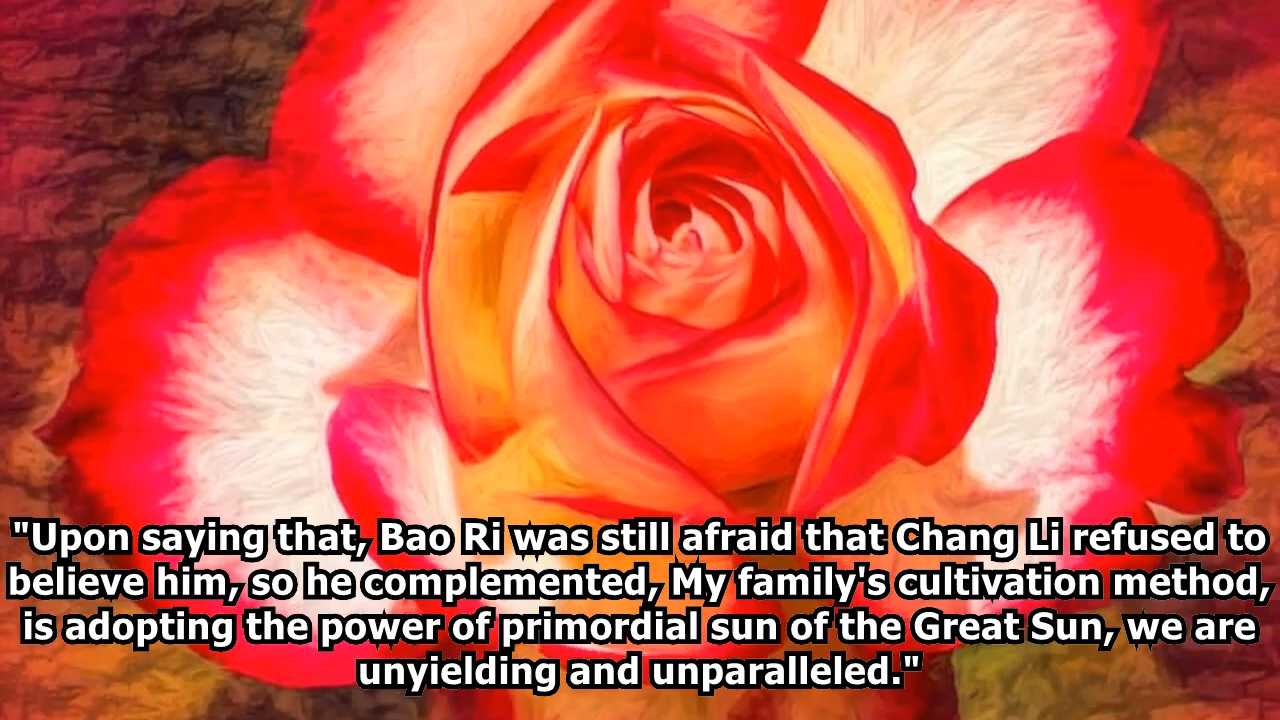 "Upon saying that, Bao Ri was still afraid that Chang Li refused to
believe him, so he complemented, My family's cultivation method,
is adopting the power of primordial sun of the Great Sun, we are
unyielding and unparalleled."